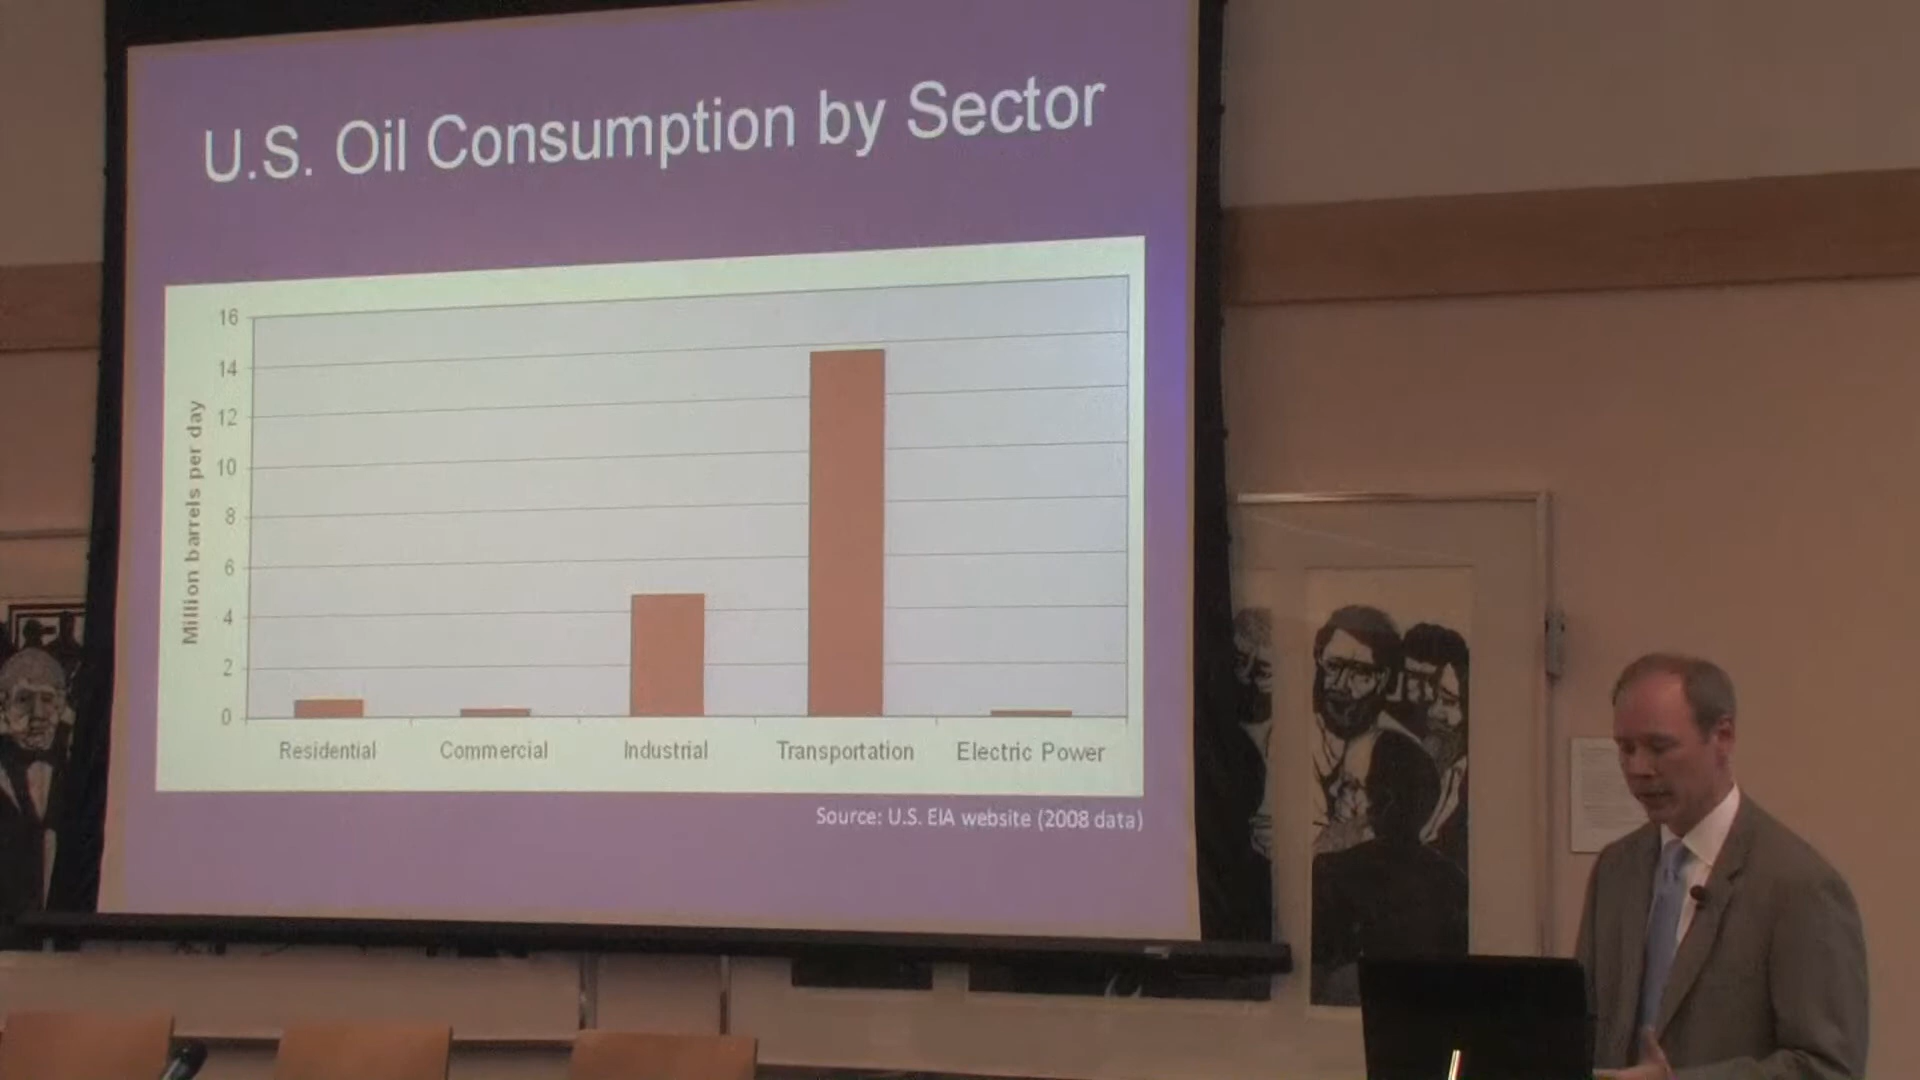 U.S. Oil Consumption by Sector
Million barrels per day
16
14
12
10
8
6
4
2
0
Residential Commercial Industrial Transportation Electric Power
Source: U.S. EIA website (2008 data)